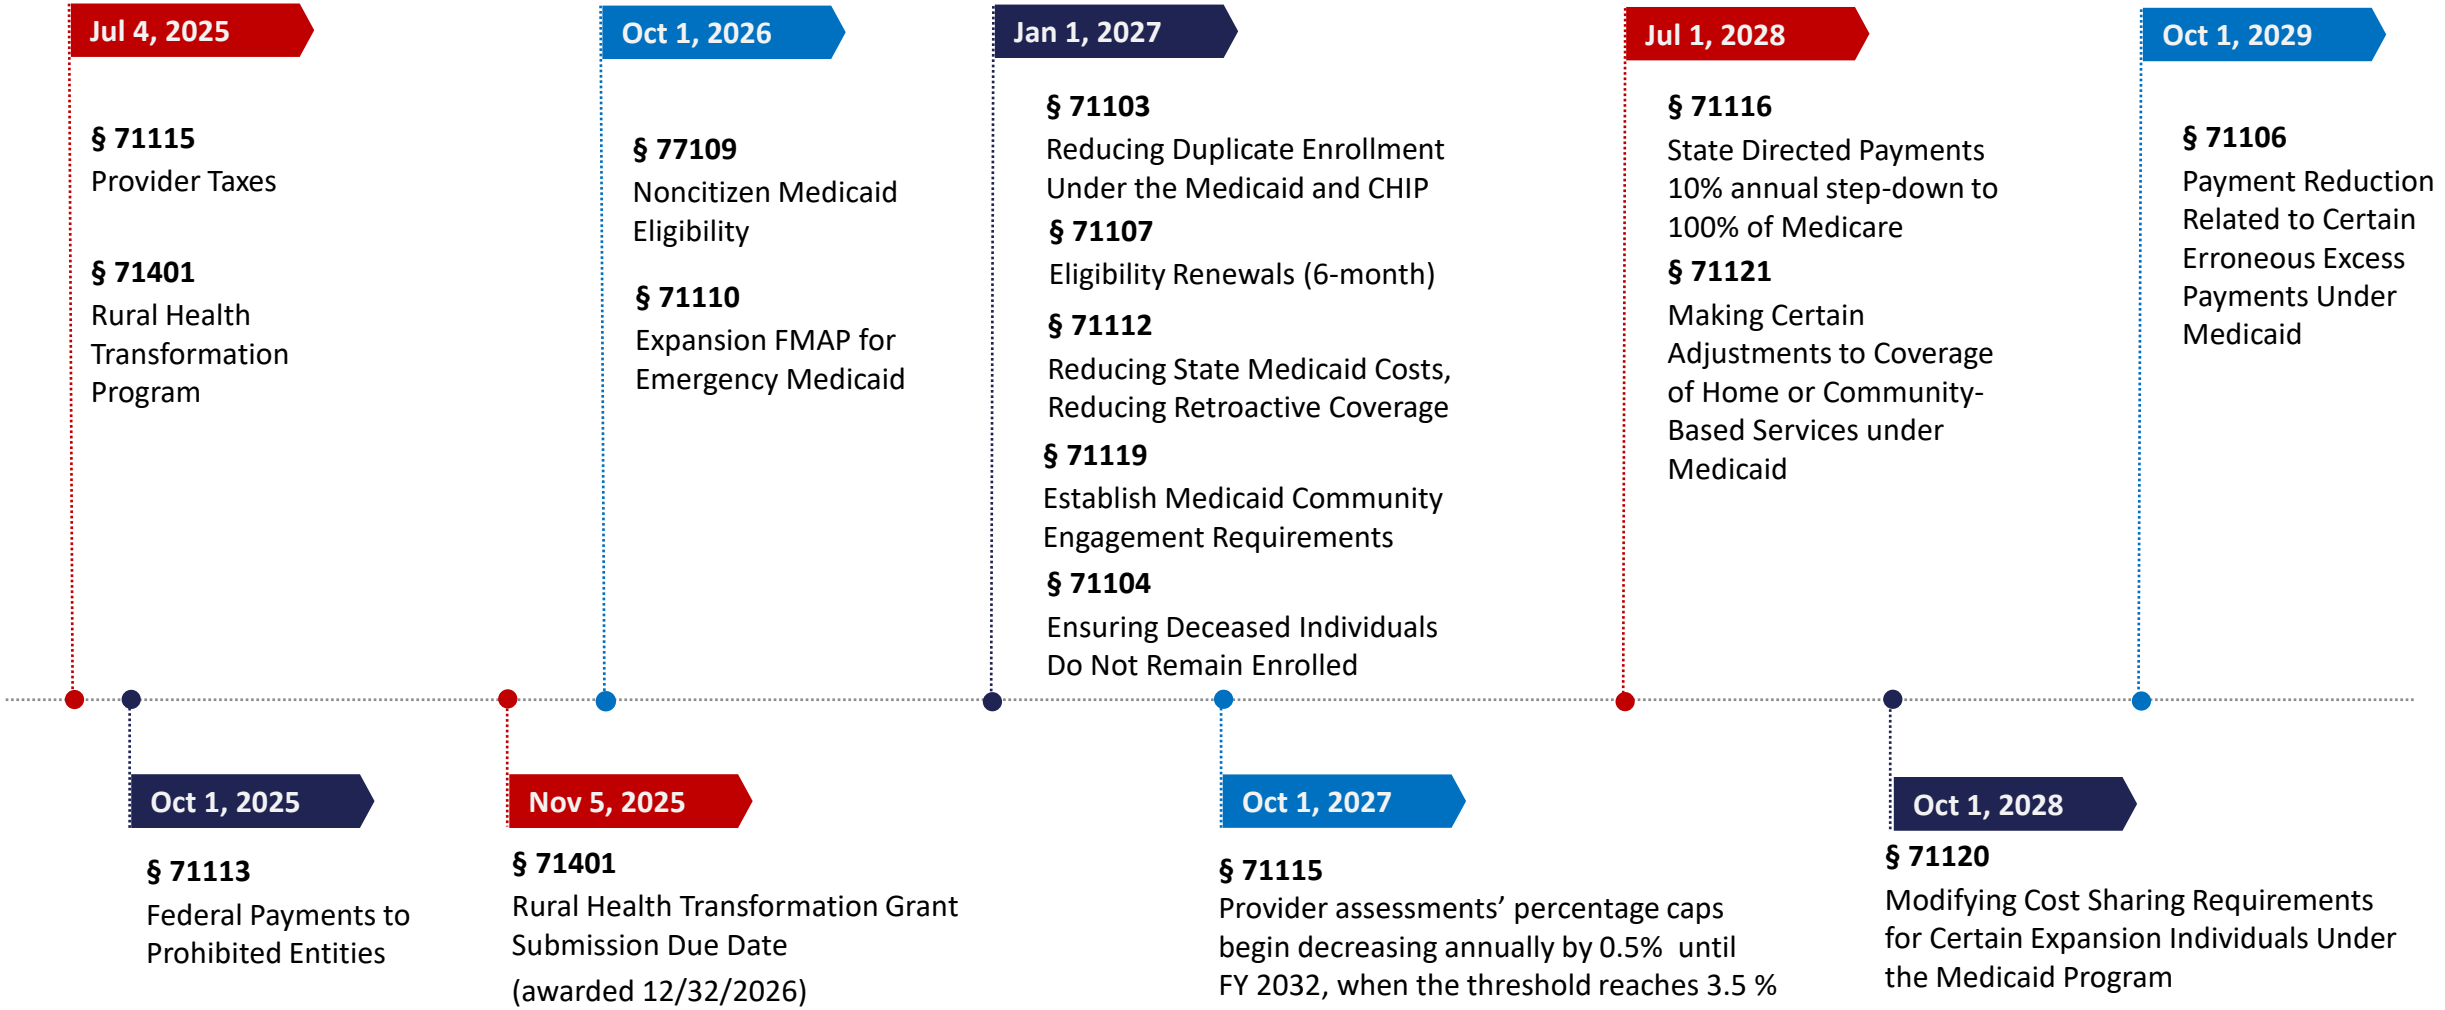 Jul 4, 2025
§ 71115
Provider Taxes
§ 71401
Rural Health
Transformation
Program
Oct 1, 2025
§ 71113
Federal Payments to
Prohibited Entities
Nov 5, 2025
§ 71401
Rural Health Transformation Grant
Submission Due Date
(awarded 12/32/2026)
Oct 1, 2026
§ 77109
Noncitizen Medicaid
Eligibility
§ 71110
Expansion FMAP for
Emergency Medicaid
Jan 1, 2027
§ 71103
Reducing Duplicate Enrollment
Under the Medicaid and CHIP
§ 71107
Eligibility Renewals (6-month)
§ 71112
Reducing State Medicaid Costs,
Reducing Retroactive Coverage
§ 71119
Establish Medicaid Community
Engagement Requirements
§ 71104
Ensuring Deceased Individuals
Do Not Remain Enrolled
Oct 1, 2027
§ 71115
Provider assessments’ percentage caps
begin decreasing annually by 0.5%  until
FY 2032, when the threshold reaches 3.5 %
Jul 1, 2028
§ 71116
State Directed Payments
10% annual step-down to
100% of Medicare
§ 71121
Making Certain
Adjustments to Coverage
of Home or Community-
Based Services under
Medicaid
Oct 1, 2028
§ 71120
Modifying Cost Sharing Requirements
for Certain Expansion Individuals Under
the Medicaid Program
Oct 1, 2029
§ 71106
Payment Reduction
Related to Certain
Erroneous Excess
Payments Under
Medicaid